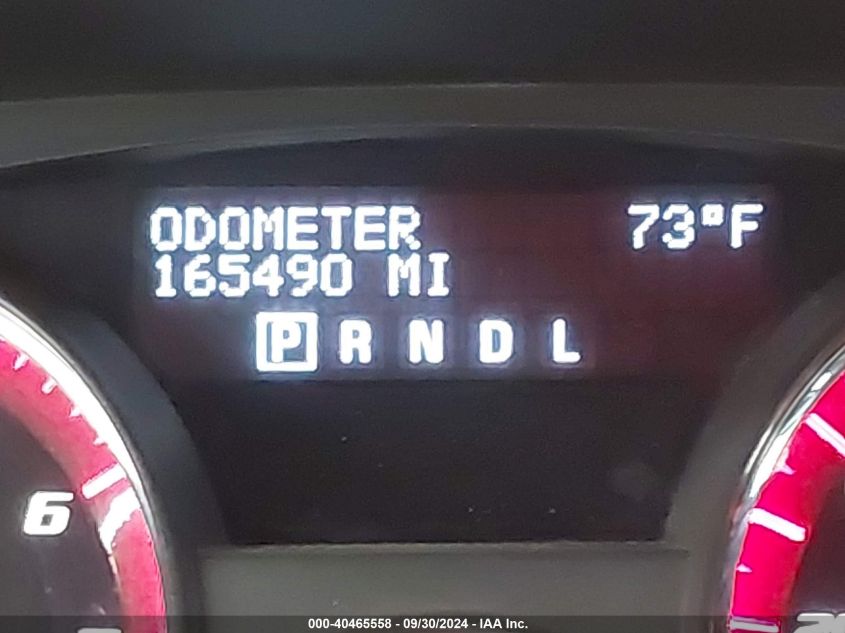 ODOMETER 73°F
165490 MI
P R N D L
6
000-40465558 - 09/30/2024 - IAA Inc.